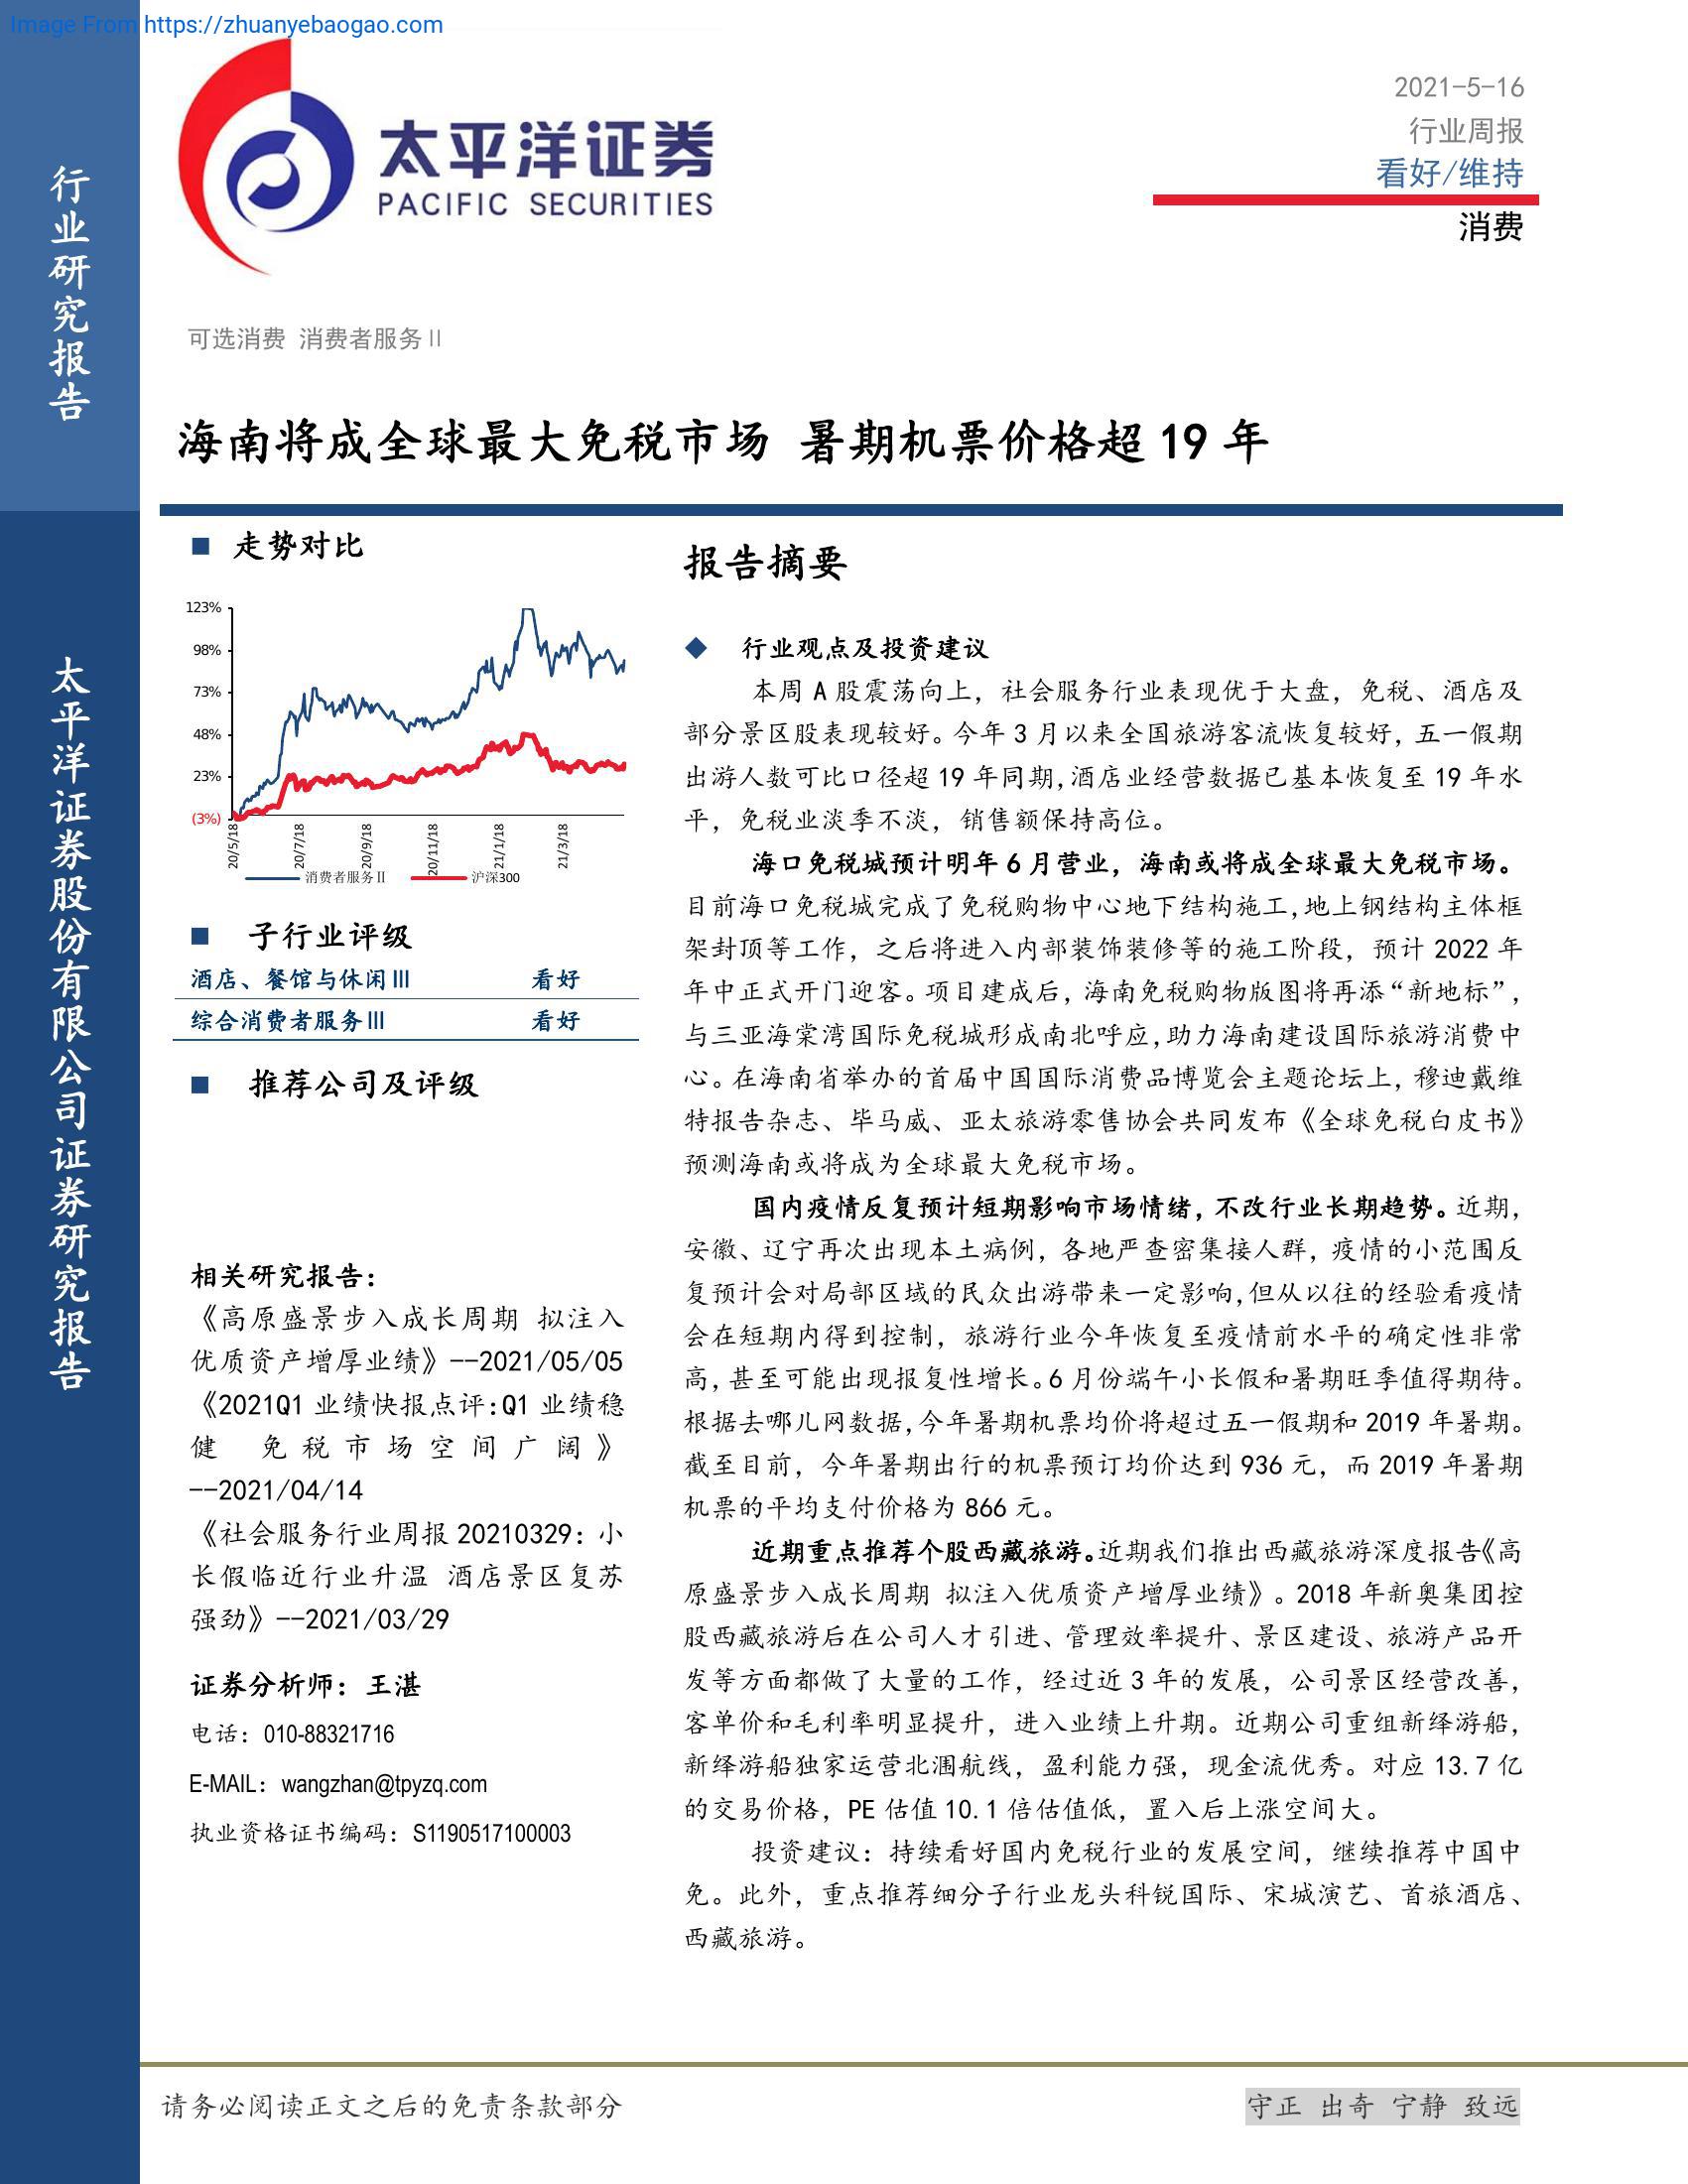 Image From https://zhuanyebaogao.com
行业研究报告
太平洋证券股份有限公司证券研究报告
太平洋证券
PACIFIC SECURITIES
2021-5-16
行业周报
看好/维持
消费
可选消费 消费者服务Ⅱ
海南将成全球最大免税市场 暑期机票价格超 19 年
■ 走势对比
123%
98%
73%
48%
23%
(3%)
20/5/18
20/7/18
20/9/18
20/11/18
21/1/18
21/3/18
消费者服务Ⅱ 沪深300
■ 子行业评级
酒店、餐馆与休闲Ⅲ 看好
综合消费者服务Ⅲ 看好
■ 推荐公司及评级
相关研究报告:
《高原盛景步入成长周期 拟注入
优质资产增厚业绩》--2021/05/05
《2021Q1 业绩快报点评:Q1 业绩稳
健 免税市场空间广阔》
--2021/04/14
《社会服务行业周报 20210329: 小
长假临近行业升温 酒店景区复苏
强劲》--2021/03/29
证券分析师: 王湛
电话: 010-88321716
E-MAIL: wangzhan@tpyzq.com
执业资格证书编码: S1190517100003
报告摘要
◆ 行业观点及投资建议
本周 A 股震荡向上，社会服务行业表现优于大盘，免税、酒店及
部分景区股表现较好。今年 3 月以来全国旅游客流恢复较好，五一假期
出游人数可比口径超 19 年同期,酒店业经营数据已基本恢复至 19 年水
平，免税业淡季不淡，销售额保持高位。
海口免税城预计明年 6 月营业，海南或将成全球最大免税市场。
目前海口免税城完成了免税购物中心地下结构施工,地上钢结构主体框
架封顶等工作，之后将进入内部装饰装修等的施工阶段，预计 2022 年
年中正式开门迎客。项目建成后，海南免税购物版图将再添“新地标”，
与三亚海棠湾国际免税城形成南北呼应,助力海南建设国际旅游消费中
心。在海南省举办的首届中国国际消费品博览会主题论坛上，穆迪戴维
特报告杂志、毕马威、亚太旅游零售协会共同发布《全球免税白皮书》
预测海南或将成为全球最大免税市场。
国内疫情反复预计短期影响市场情绪，不改行业长期趋势。近期，
安徽、辽宁再次出现本土病例，各地严查密集接人群，疫情的小范围反
复预计会对局部区域的民众出游带来一定影响,但从以往的经验看疫情
会在短期内得到控制，旅游行业今年恢复至疫情前水平的确定性非常
高，甚至可能出现报复性增长。6 月份端午小长假和暑期旺季值得期待。
根据去哪儿网数据,今年暑期机票均价将超过五一假期和 2019 年暑期。
截至目前，今年暑期出行的机票预订均价达到 936 元，而 2019 年暑期
机票的平均支付价格为 866 元。
近期重点推荐个股西藏旅游。近期我们推出西藏旅游深度报告《高
原盛景步入成长周期 拟注入优质资产增厚业绩》。2018 年新奥集团控
股西藏旅游后在公司人才引进、管理效率提升、景区建设、旅游产品开
发等方面都做了大量的工作，经过近 3 年的发展，公司景区经营改善，
客单价和毛利率明显提升，进入业绩上升期。近期公司重组新绎游船，
新绎游船独家运营北涠航线，盈利能力强，现金流优秀。对应 13.7 亿
的交易价格，PE 估值 10.1 倍估值低，置入后上涨空间大。
投资建议: 持续看好国内免税行业的发展空间，继续推荐中国中
免。此外，重点推荐细分子行业龙头科锐国际、宋城演艺、首旅酒店、
西藏旅游。
请务必阅读正文之后的免责条款部分
守正 出奇 宁静 致远